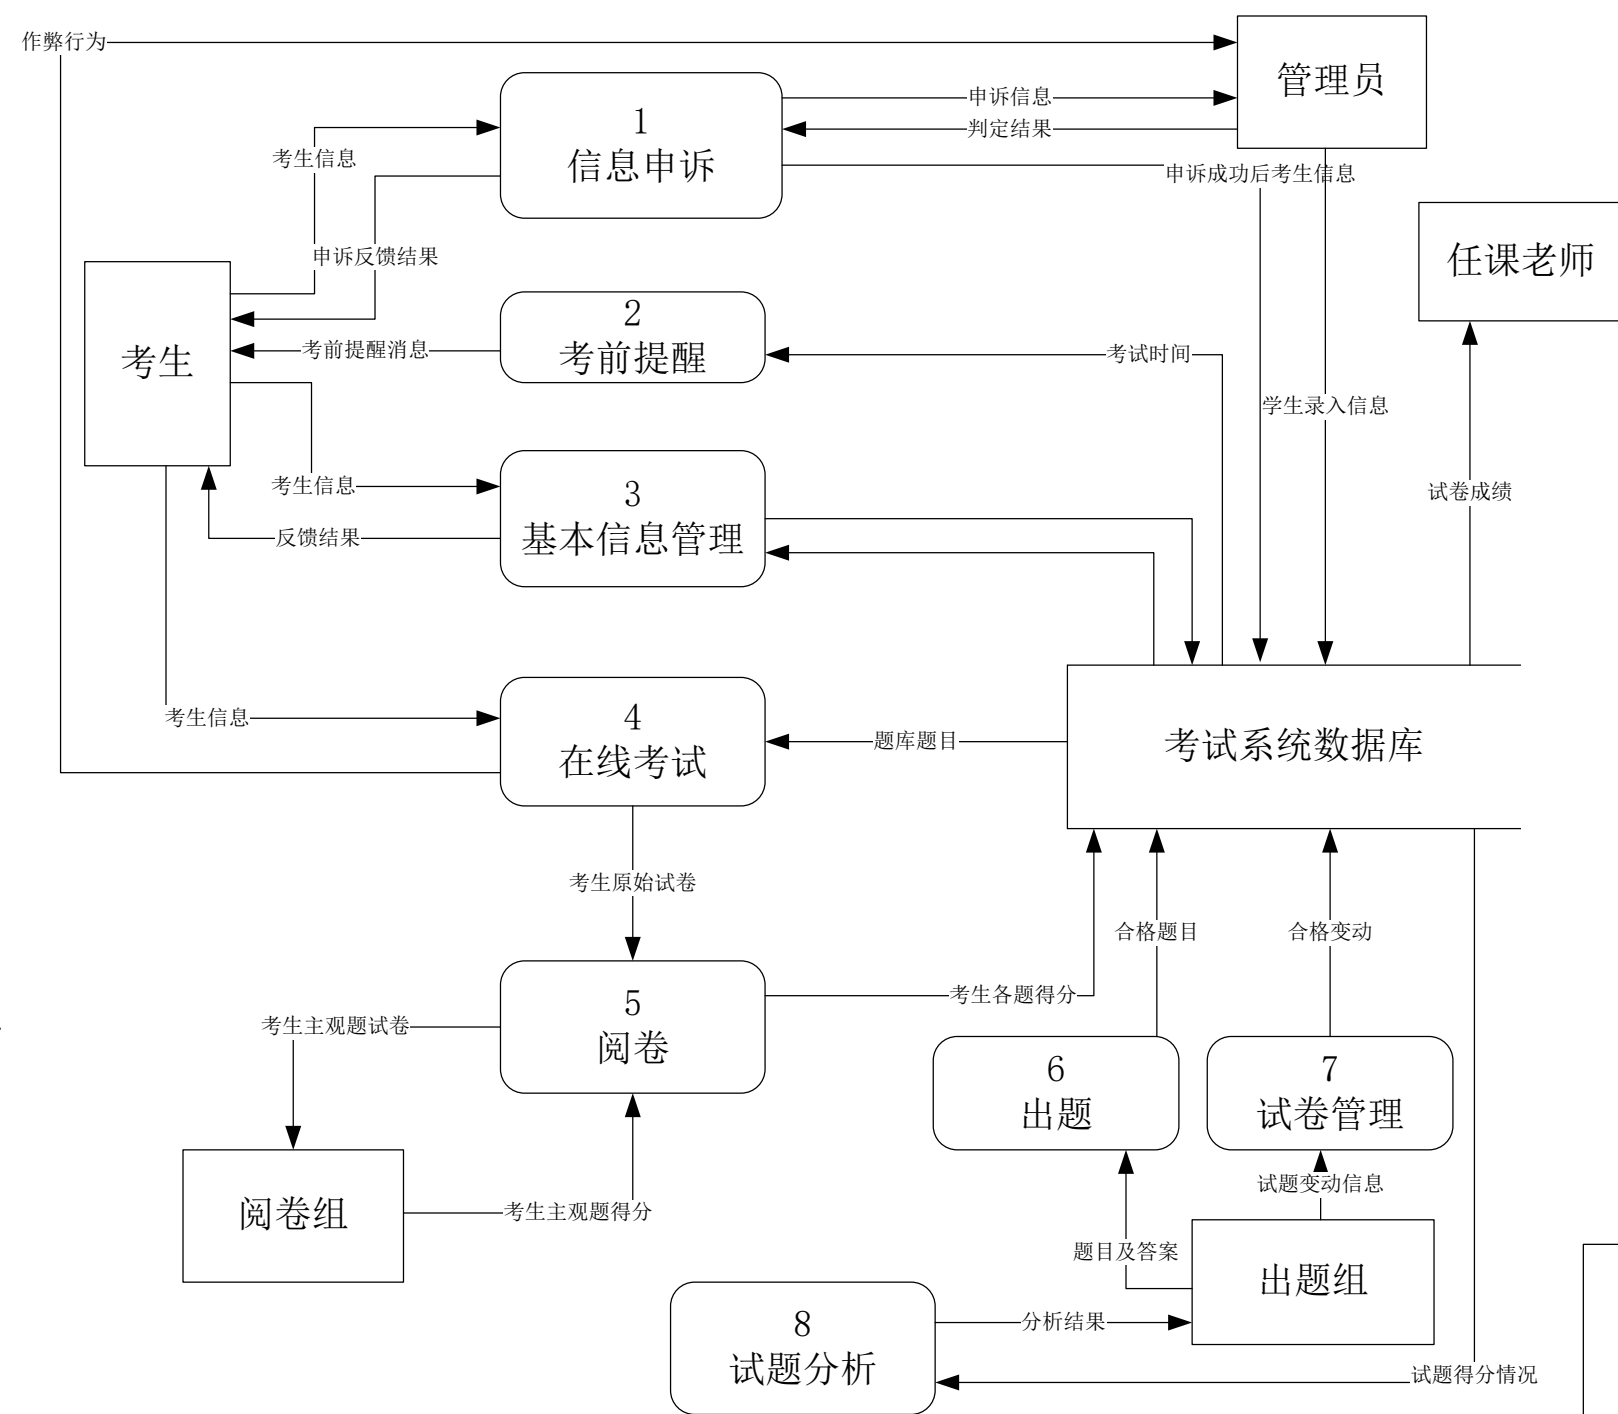 作弊行为
管理员
申诉信息
1
信息申诉
判定结果
考生信息
申诉成功后考生信息
任课老师
申诉反馈结果
2
考前提醒
考生
考前提醒消息
考试时间
学生录入信息
考生信息
3
基本信息管理
试卷成绩
反馈结果
考生信息
4
在线考试
题库题目
考试系统数据库
考生原始试卷
合格题目
合格变动
考生各题得分
5
阅卷
考生主观题试卷
6
出题
7
试卷管理
试题变动信息
阅卷组
考生主观题得分
题目及答案
出题组
分析结果
8
试题分析
试题得分情况